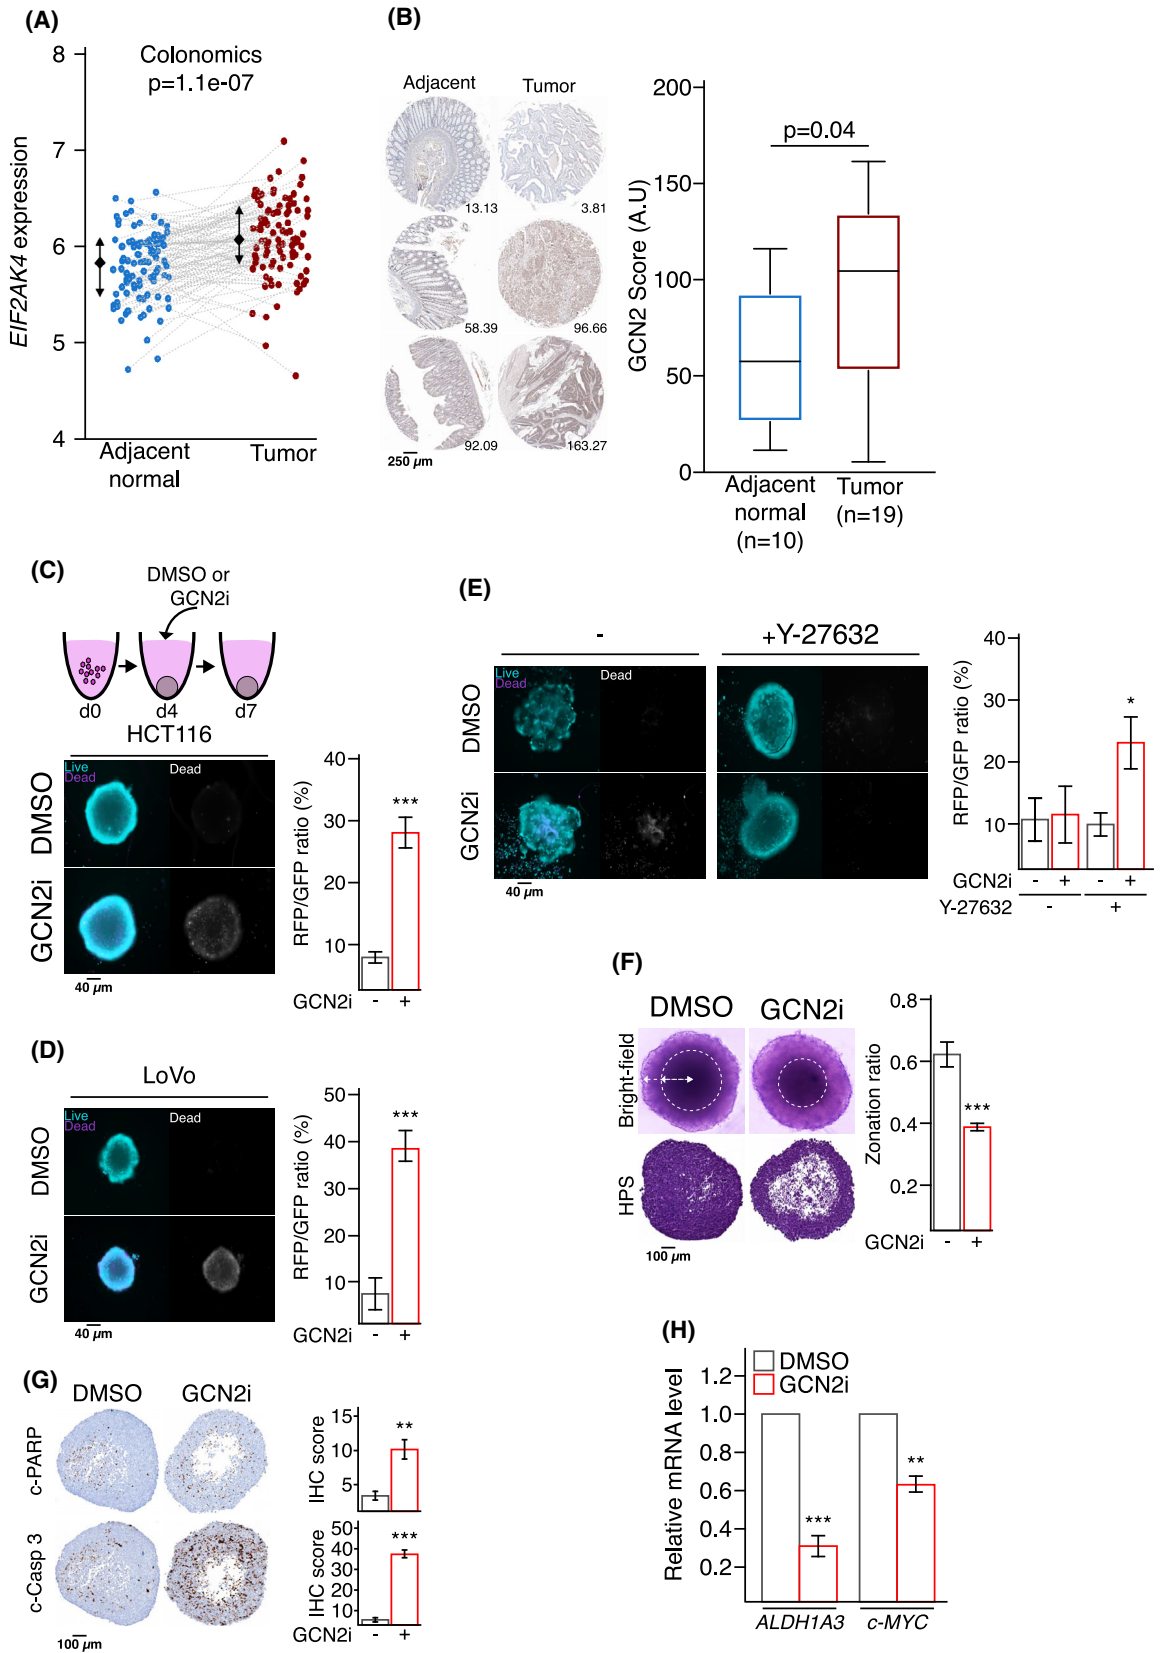 (A)
Colonomics
p=1.1e-07
EIF2AK4 expression
8
7
6
5
4
Adjacent
normal
Tumor
(B)
Adjacent
Tumor
13.13
3.81
58.39
96.66
92.09
163.27
250 µm
GCN2 Score (A.U)
200
150
100
50
0
p=0.04
Adjacent
normal
(n=10)
Tumor
(n=19)
(C)
DMSO or
GCN2i
d0
d4
d7
HCT116
Live
Dead
Dead
DMSO
GCN2i
40 µm
RFP/GFP ratio (%)
40
30
20
10
***
GCN2i
-
+
(D)
LoVo
Live
Dead
Dead
DMSO
GCN2i
40 µm
RFP/GFP ratio (%)
50
40
30
20
10
***
GCN2i
-
+
(E)
-
+Y-27632
Live
Dead
Dead
DMSO
GCN2i
40 µm
RFP/GFP ratio (%)
40
30
20
10
*
GCN2i
- + - +
Y-27632
- +
(F)
DMSO
GCN2i
Bright-field
HPS
100 µm
Zonation ratio
0.8
0.6
0.4
0.2
***
GCN2i
-
+
(G)
DMSO
GCN2i
c-PARP
c-Casp 3
100 µm
IHC score
15
10
5
**
IHC score
50
40
30
20
10
***
GCN2i
-
+
(H)
DMSO
GCN2i
Relative mRNA level
1.2
1.0
0.8
0.6
0.4
0.2
***
**
ALDH1A3
c-MYC